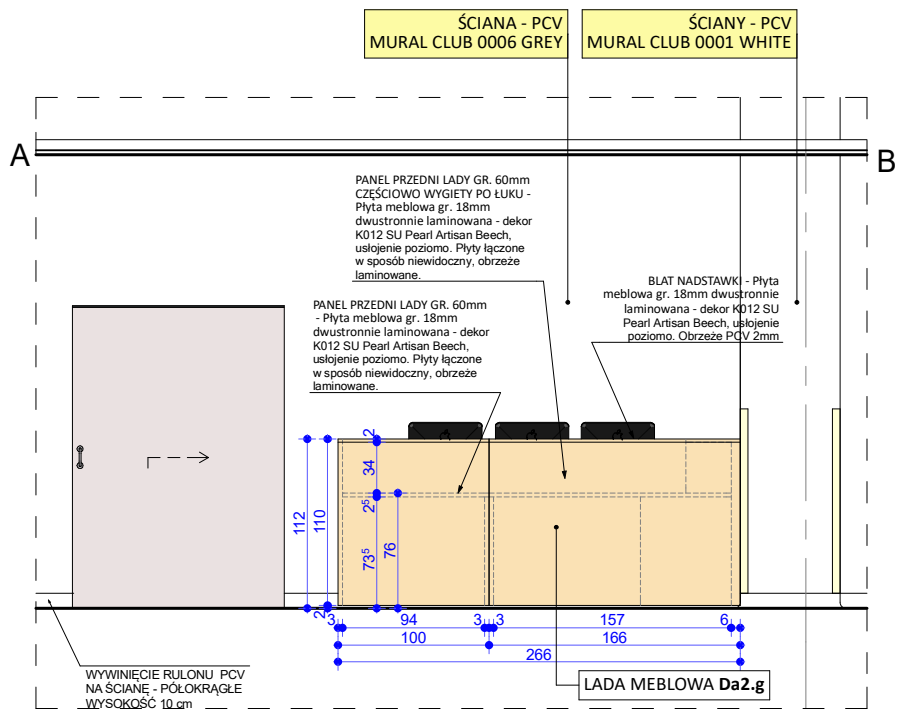 ŚCIANA - PCV
MURAL CLUB 0006 GREY
ŚCIANY - PCV
MURAL CLUB 0001 WHITE
A
B
PANEL PRZEDNI LADY GR. 60mm
CZĘŚCIOWO WYGIETY PO ŁUKU -
Płyta meblowa gr. 18mm
dwustronnie laminowana - dekor
K012 SU Pearl Artisan Beech,
usłojenie poziomo. Płyty łączone
w sposób niewidoczny, obrzeże
laminowane.
PANEL PRZEDNI LADY GR. 60mm
- Płyta meblowa gr. 18mm
dwustronnie laminowana - dekor
K012 SU Pearl Artisan Beech,
usłojenie poziomo. Płyty łączone
w sposób niewidoczny, obrzeże
laminowane.
BLAT NADSTAWKI - Płyta
meblowa gr. 18mm dwustronnie
laminowana - dekor K012 SU
Pearl Artisan Beech, usłojenie
poziomo. Obrzeże PCV 2mm
2
34
2⁵
73⁵
76
112
110
2
3
94
3
3
157
6
100
166
266
WYWINIĘCIE RULONU PCV
NA ŚCIANĘ - PÓŁOKRĄGŁE
WYSOKOŚĆ 10 cm
LADA MEBLOWA Da2.g